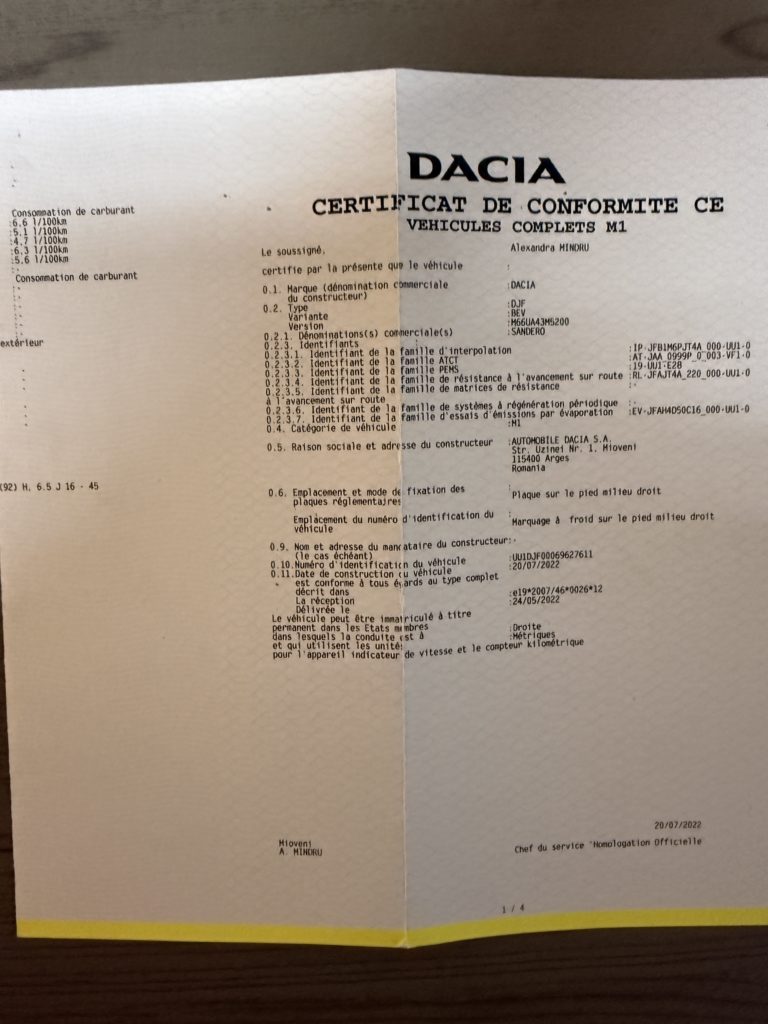 Consommation de carburant
:6.6 l/100km
:5.1 l/100km
:4.7 l/100km
:6.3 l/100km
:5.6 l/100km
Consommation de carburant
extérieur
(92) H. 6.5 J 16 - 45
DACIA
CERTIFICAT DE CONFORMITE CE
VEHICULES COMPLETS M1
Le soussigné, Alexandra MINDRU
certifie par la présente que le véhicule :
0.1. Marque (dénomination commerciale :DACIA
du constructeur)
0.2. Type :DJF
Variante :BEV
Version :M66UA43M5200
0.2.1. Dénominations(s) commerciale(s) :SANDERO
0.2.3. Identifiants
0.2.3.1. Identifiant de la famille d'interpolation :IP-JFB1M6PJT4A_000-UU1-0
0.2.3.2. Identifiant de la famille ATCT :AT-JAA_0999P_0_003-VF1-0
0.2.3.3. Identifiant de la famille PEMS :19-UU1-E28
0.2.3.4. Identifiant de la famille de résistance à l'avancement sur route :RL-JFAJT4A_220_000-UU1-0
0.2.3.5. Identifiant de la famille de matrices de résistance :-
à l'avancement sur route
0.2.3.6. Identifiant de la famille de systèmes à régénération périodique :-
0.2.3.7. Identifiant de la famille d'essais d'émissions par évaporation :EV-JFAH4D50C16_000-UU1-0
0.4. Catégorie de véhicule :M1
0.5. Raison sociale et adresse du constructeur :AUTOMOBILE DACIA S.A.
Str. Uzinei Nr. 1. Mioveni
115400 Arges
Romania
0.6. Emplacement et mode de fixation des :Plaque sur le pied milieu droit
plaques réglementaires
Emplacement du numéro d'identification du :Marquage à froid sur le pied milieu droit
véhicule
0.9. Nom et adresse du mandataire du constructeur:-
(le cas échéant)
0.10.Numéro d'identification du véhicule :UU1DJF00069627611
0.11.Date de construction du véhicule :20/07/2022
est conforme à tous égards au type complet
décrit dans
La réception :e19*2007/46*0026*12
Délivrée le :24/05/2022
Le véhicule peut être immatriculé à titre
permanent dans les Etats membres
dans lesquels la conduite est à :Droite
et qui utilisent les unités :Métriques
pour l'appareil indicateur de vitesse et le compteur kilométrique
20/07/2022
Mioveni
A. MINDRU
Chef du service "Homologation Officielle
1 / 4